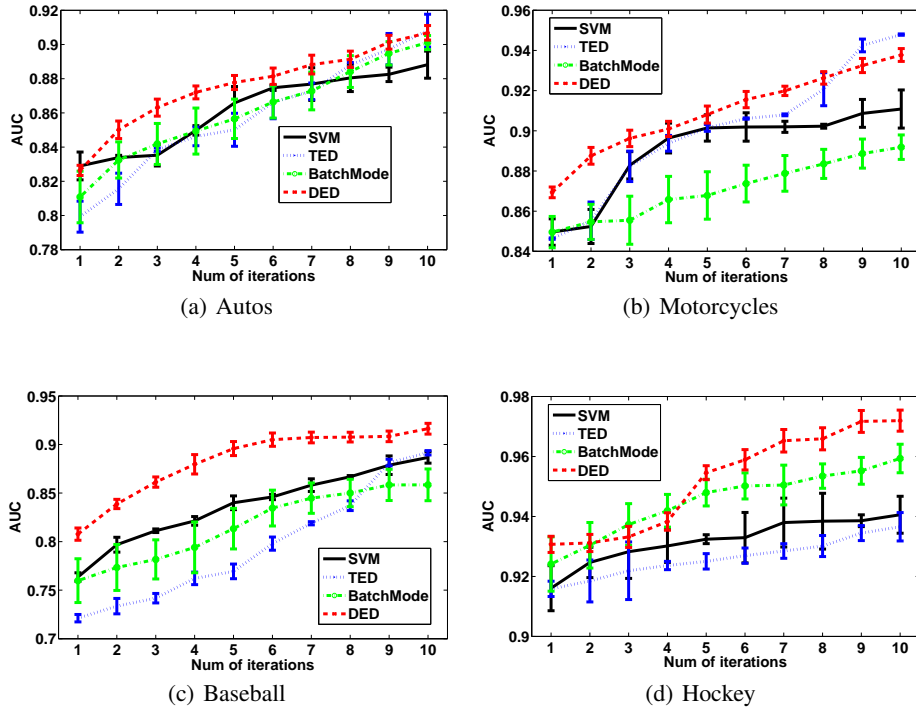 0.9
0.88
0.86
0.84
0.82
0.8
0.78
AUC
SVM
TED
BatchMode
DED
1 2 3 4 5 6 7 8 9 10
Num of iterations
(a) Autos
0.96
0.94
0.92
0.9
0.88
0.86
0.84
AUC
SVM
TED
BatchMode
DED
1 2 3 4 5 6 7 8 9 10
Num of iterations
(b) Motorcycles
0.95
0.9
0.85
0.8
0.75
0.7
AUC
SVM
TED
BatchMode
DED
1 2 3 4 5 6 7 8 9 10
Num of iterations
(c) Baseball
0.98
0.96
0.94
0.92
0.9
AUC
SVM
TED
BatchMode
DED
1 2 3 4 5 6 7 8 9 10
Num of iterations
(d) Hockey